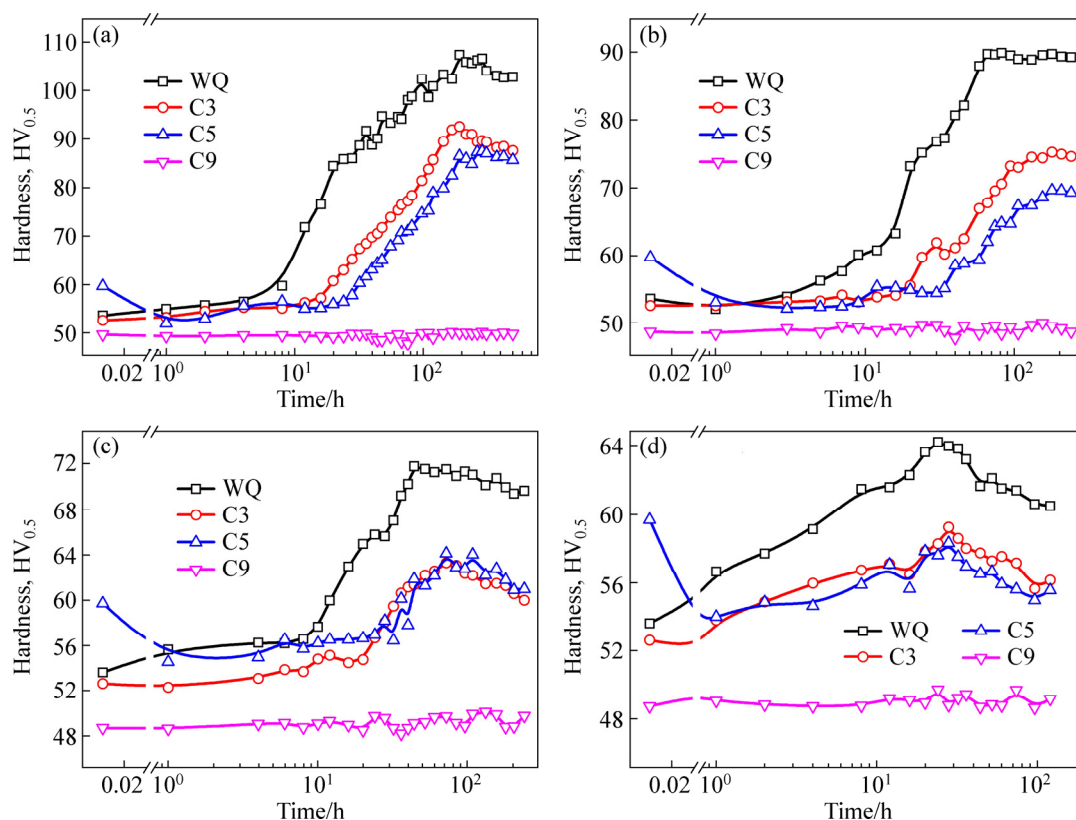 (a)
110
100
90
80
70
60
50
Hardness, HV0.5
WQ
C3
C5
C9
0.02 10^0 10^1 10^2
Time/h
(b)
90
80
70
60
50
Hardness, HV0.5
WQ
C3
C5
C9
0.02 10^0 10^1 10^2
Time/h
(c)
72
68
64
60
56
52
48
Hardness, HV0.5
WQ
C3
C5
C9
0.02 10^0 10^1 10^2
Time/h
(d)
64
60
56
52
48
Hardness, HV0.5
WQ C5
C3 C9
0.02 10^0 10^1 10^2
Time/h